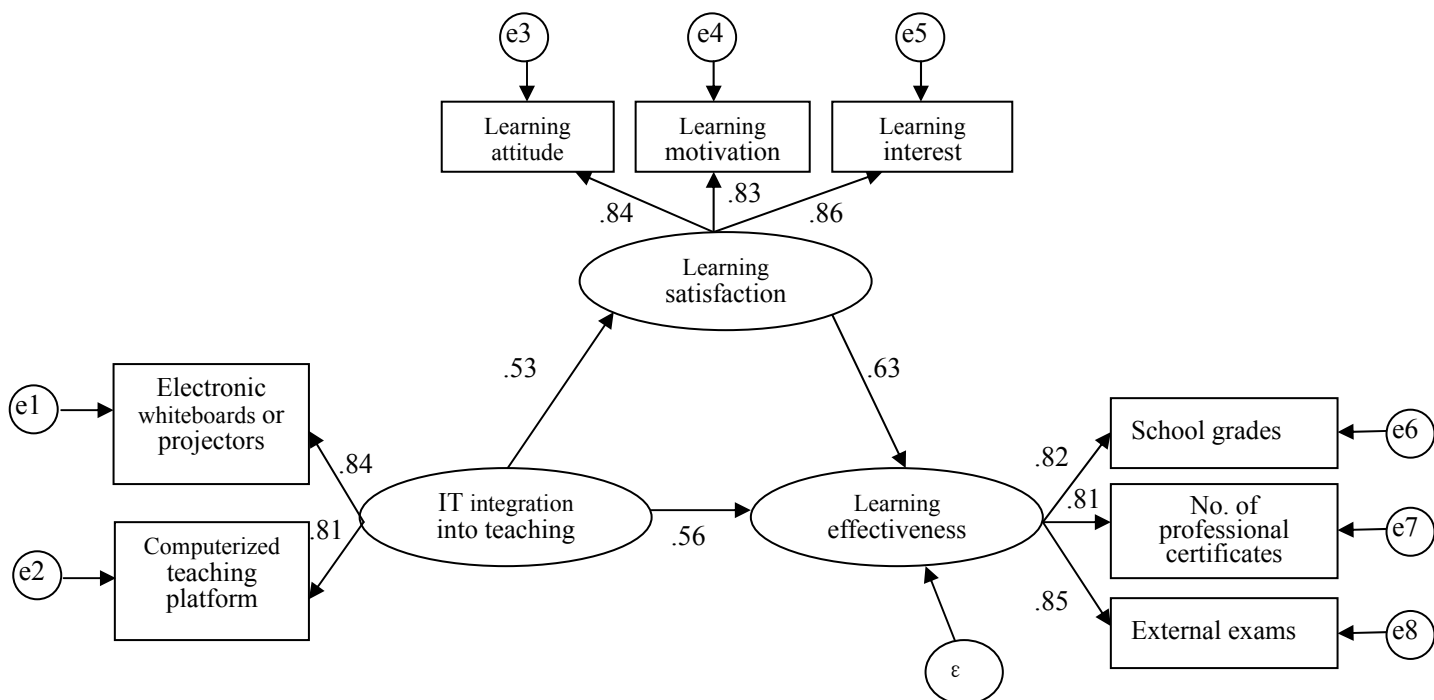 e3
e4
e5
Learning
attitude
Learning
motivation
Learning
interest
.84
.83
.86
Learning
satisfaction
.53
.63
e1
Electronic
whiteboards or
projectors
.84
e2
Computerized
teaching
platform
.81
IT integration
into teaching
.56
Learning
effectiveness
.82
School grades
e6
.81
No. of
professional
certificates
e7
.85
External exams
e8
ε